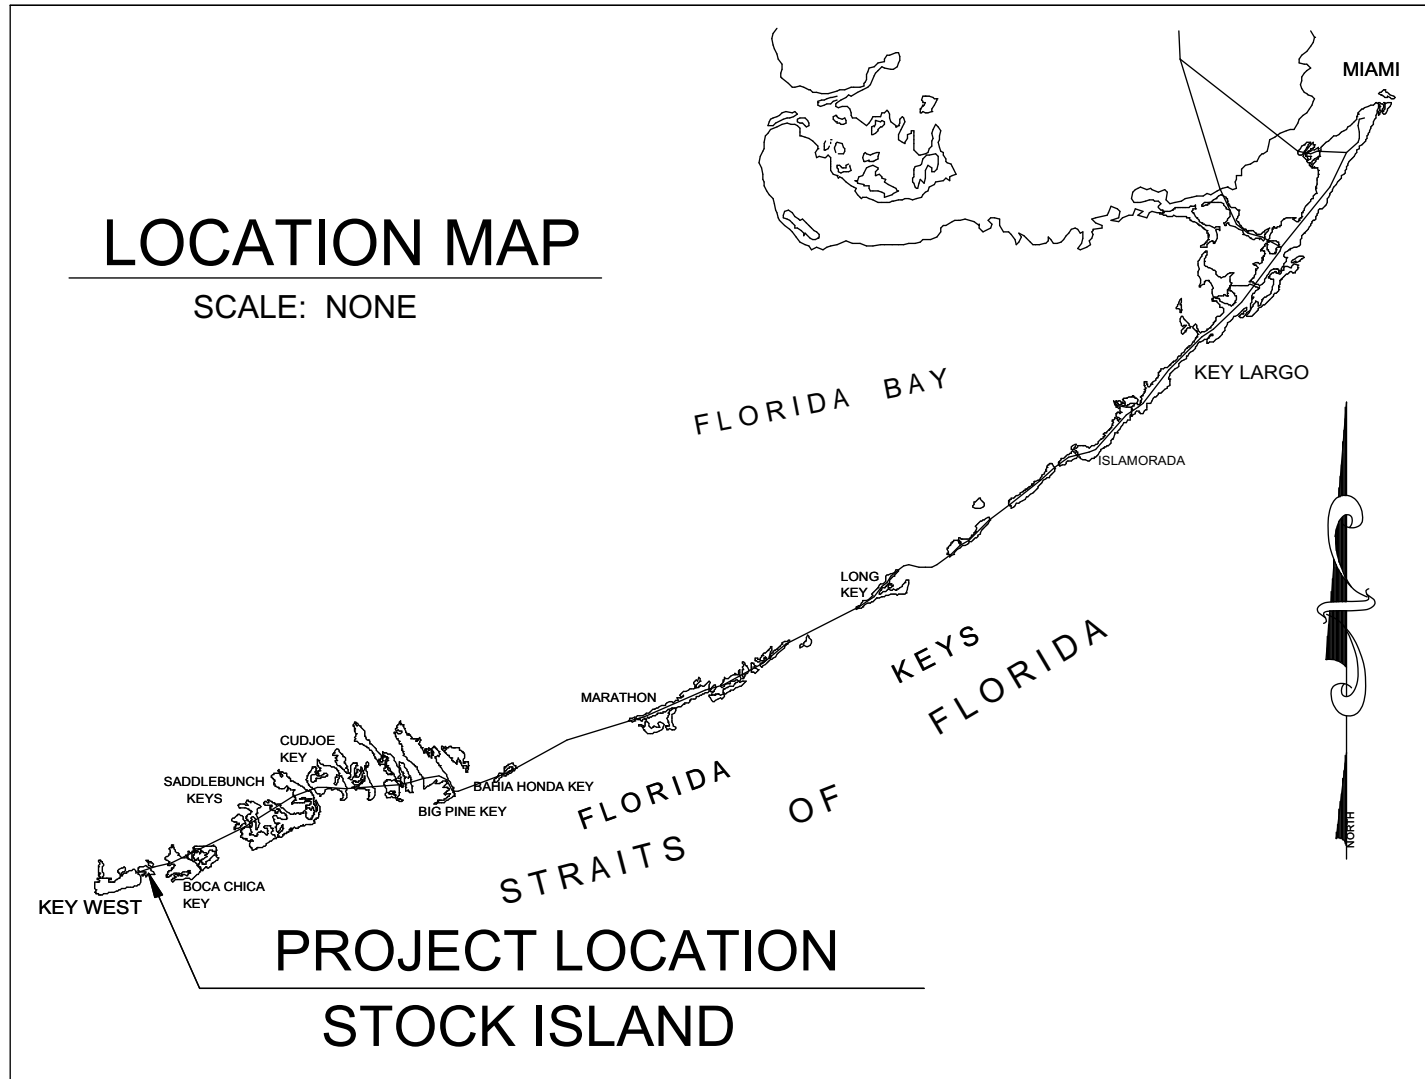 MIAMI
LOCATION MAP
SCALE: NONE
KEY LARGO
FLORIDA BAY
ISLAMORADA
LONG
KEY
KEYS
FLORIDA
MARATHON
CUDJOE
KEY
SADDLEBUNCH
KEYS
BAHIA HONDA KEY
BIG PINE KEY
FLORIDA
OF
STRAITS
NORTH
BOCA CHICA
KEY
KEY WEST
PROJECT LOCATION
STOCK ISLAND